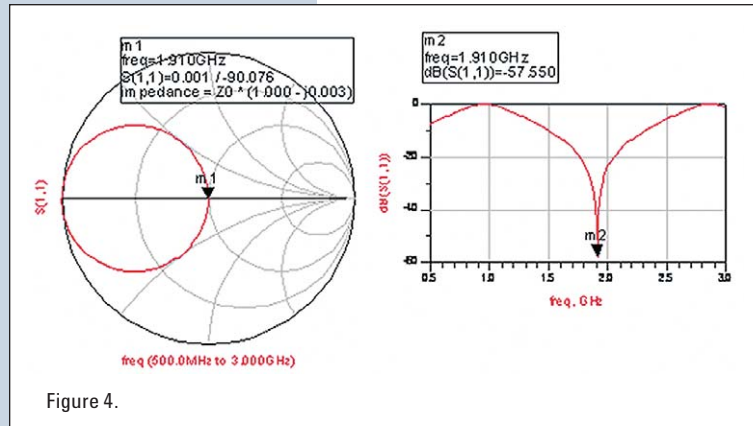 m1
freq=1.910GHz
S(1,1)=0.001 / -90.076
impedance = Z0 * (1.000 - j0.003)
m1
S(1,1)
freq (500.0MHz to 3.000GHz)
m2
freq=1.910GHz
dB(S(1,1))=-57.550
dB(S(1,1))
0
-20
-40
-60
m2
0.5
1.0
1.5
2.0
2.5
3.0
freq, GHz
Figure 4.